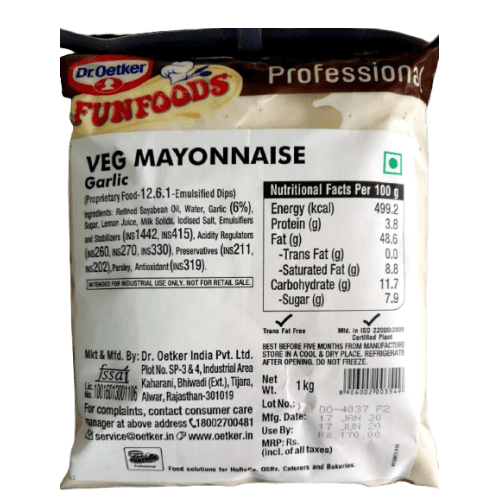 Dr.Oetker
Professional
FUNFOODS
VEG MAYONNAISE
Garlic
(Proprietary Food-12.6.1-Emulsified Dips)
Ingredients: Refined Soyabean Oil, Water, Garlic (6%),
Sugar, Lemon Juice, Milk Solids, Iodised Salt, Emulsifiers
and Stabilizers (INS1442, INS415), Acidity Regulators
(INS260, INS270, INS330), Preservatives (INS211,
INS202), Parsley, Antioxidant (INS319).
INTENDED FOR INDUSTRIAL USE ONLY, NOT FOR RETAIL SALE.
Nutritional Facts Per 100 g
Energy (kcal) 499.2
Protein (g) 3.8
Fat (g) 48.6
-Trans Fat (g) 0.0
-Saturated Fat (g) 8.8
Carbohydrate (g) 11.7
-Sugar (g) 7.9
Trans Fat Free
Mfd. in ISO 22000:2005
Certified Plant
BEST BEFORE FIVE MONTHS FROM MANUFACTURE
STORE IN A COOL & DRY PLACE. REFRIGERATE
AFTER OPENING. DO NOT FREEZE.
Mkt & Mfd. By: Dr. Oetker India Pvt. Ltd.
fssai
Plot No. SP-3 & 4, Industrial Area
Kaharani, Bhiwadi (Ext.), Tijara,
Alwar, Rajasthan-301019
Lic. No. 10016013001106
For complaints, contact consumer care
manager at above address 18002700481
service@oetker.in www.oetker.in
Net Wt. 1 kg
8906002003549
Lot No.: DO-4037 F2
Mfg. Date: 17 JAN 20
Use By: 17 JUN 20
MRP: Rs. Rs.170.00
(incl. of all taxes)
Professional
Food solutions for HoReCa, QSRs, Caterers and Bakeries.